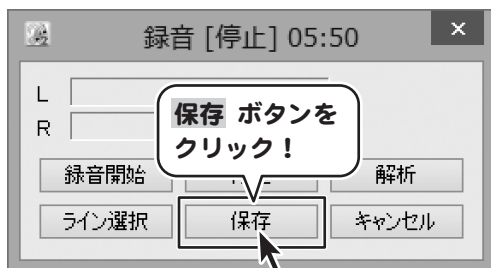 録音 [停止] 05:50
×
L
R
保存 ボタンを
クリック！
録音開始
解析
ライン選択
保存
キャンセル